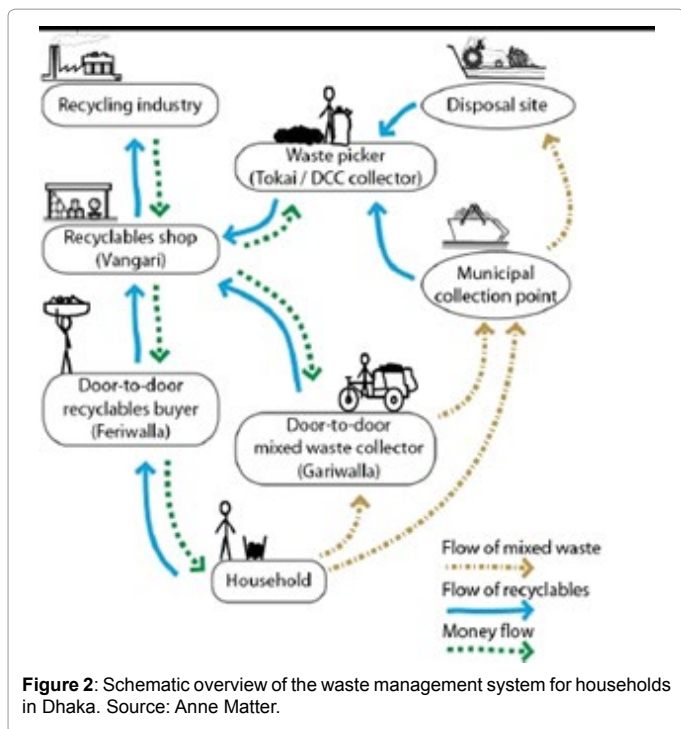 Recycling industry
Disposal site
Waste picker
(Tokai / DCC collector)
Recyclables shop
(Vangari)
Municipal
collection point
Door-to-door
recyclables buyer
(Feriwalla)
Door-to-door
mixed waste collector
(Gariwalla)
Household
Flow of mixed waste
Flow of recyclables
Money flow
Figure 2: Schematic overview of the waste management system for households
in Dhaka. Source: Anne Matter.